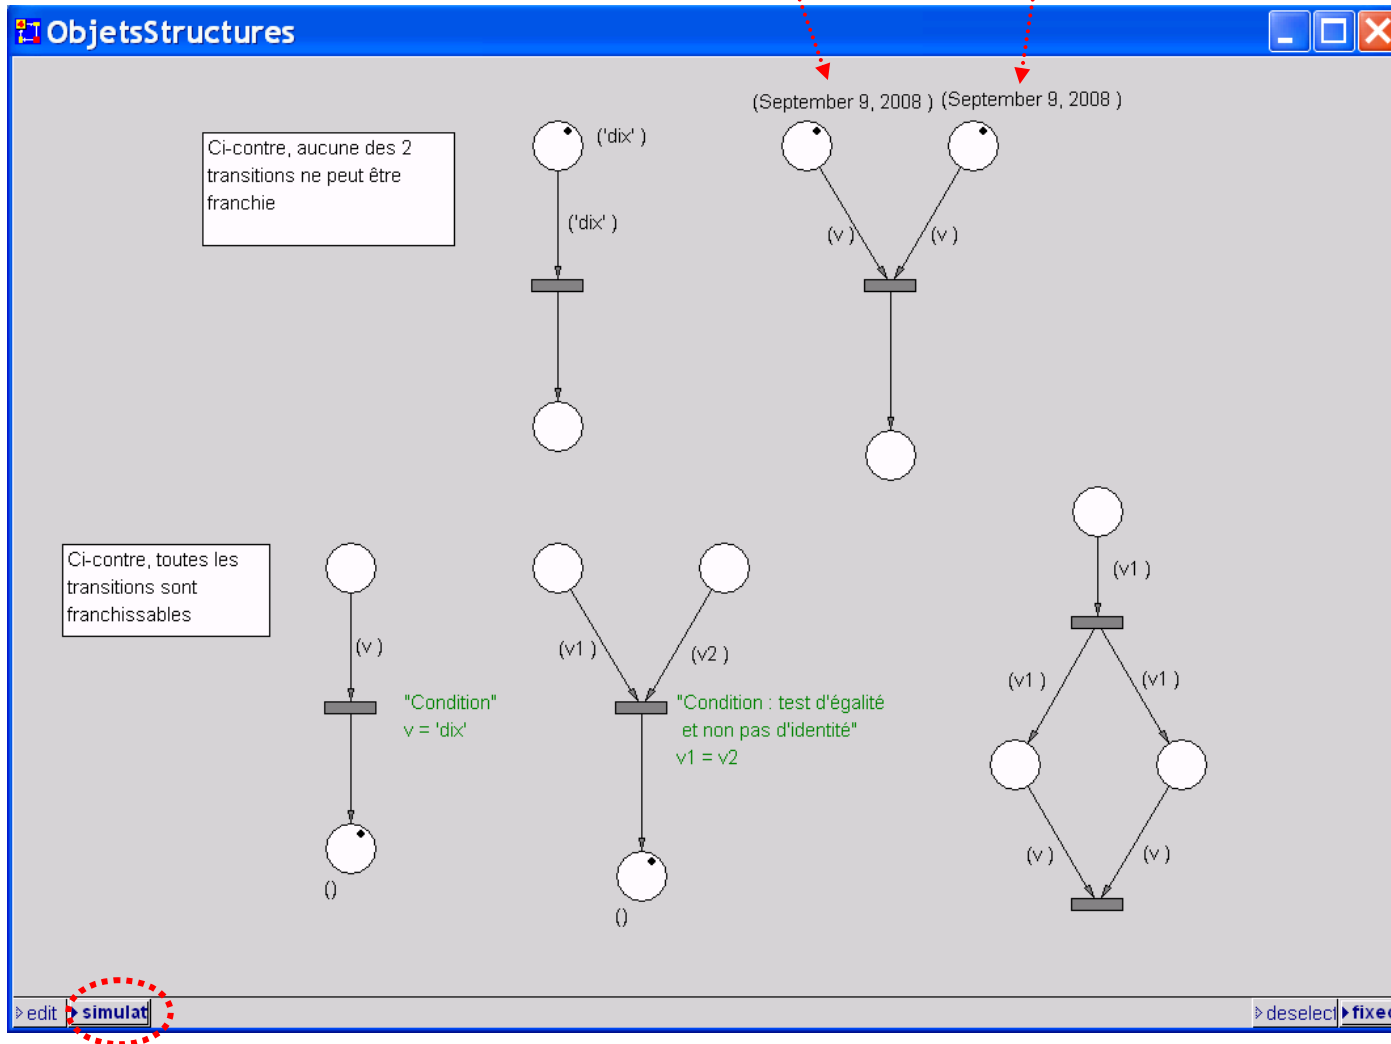 ObjetsStructures
(September 9, 2008 ) (September 9, 2008 )
Ci-contre, aucune des 2
transitions ne peut être
franchie
('dix' )
('dix' )
(v )
(v )
Ci-contre, toutes les
transitions sont
franchissables
(v )
"Condition"
v = 'dix'
()
(v1 )
(v2 )
"Condition : test d'égalité
et non pas d'identité"
v1 = v2
()
(v1 )
(v1 )
(v1 )
(v )
(v )
edit
simulat
deselect
fixed